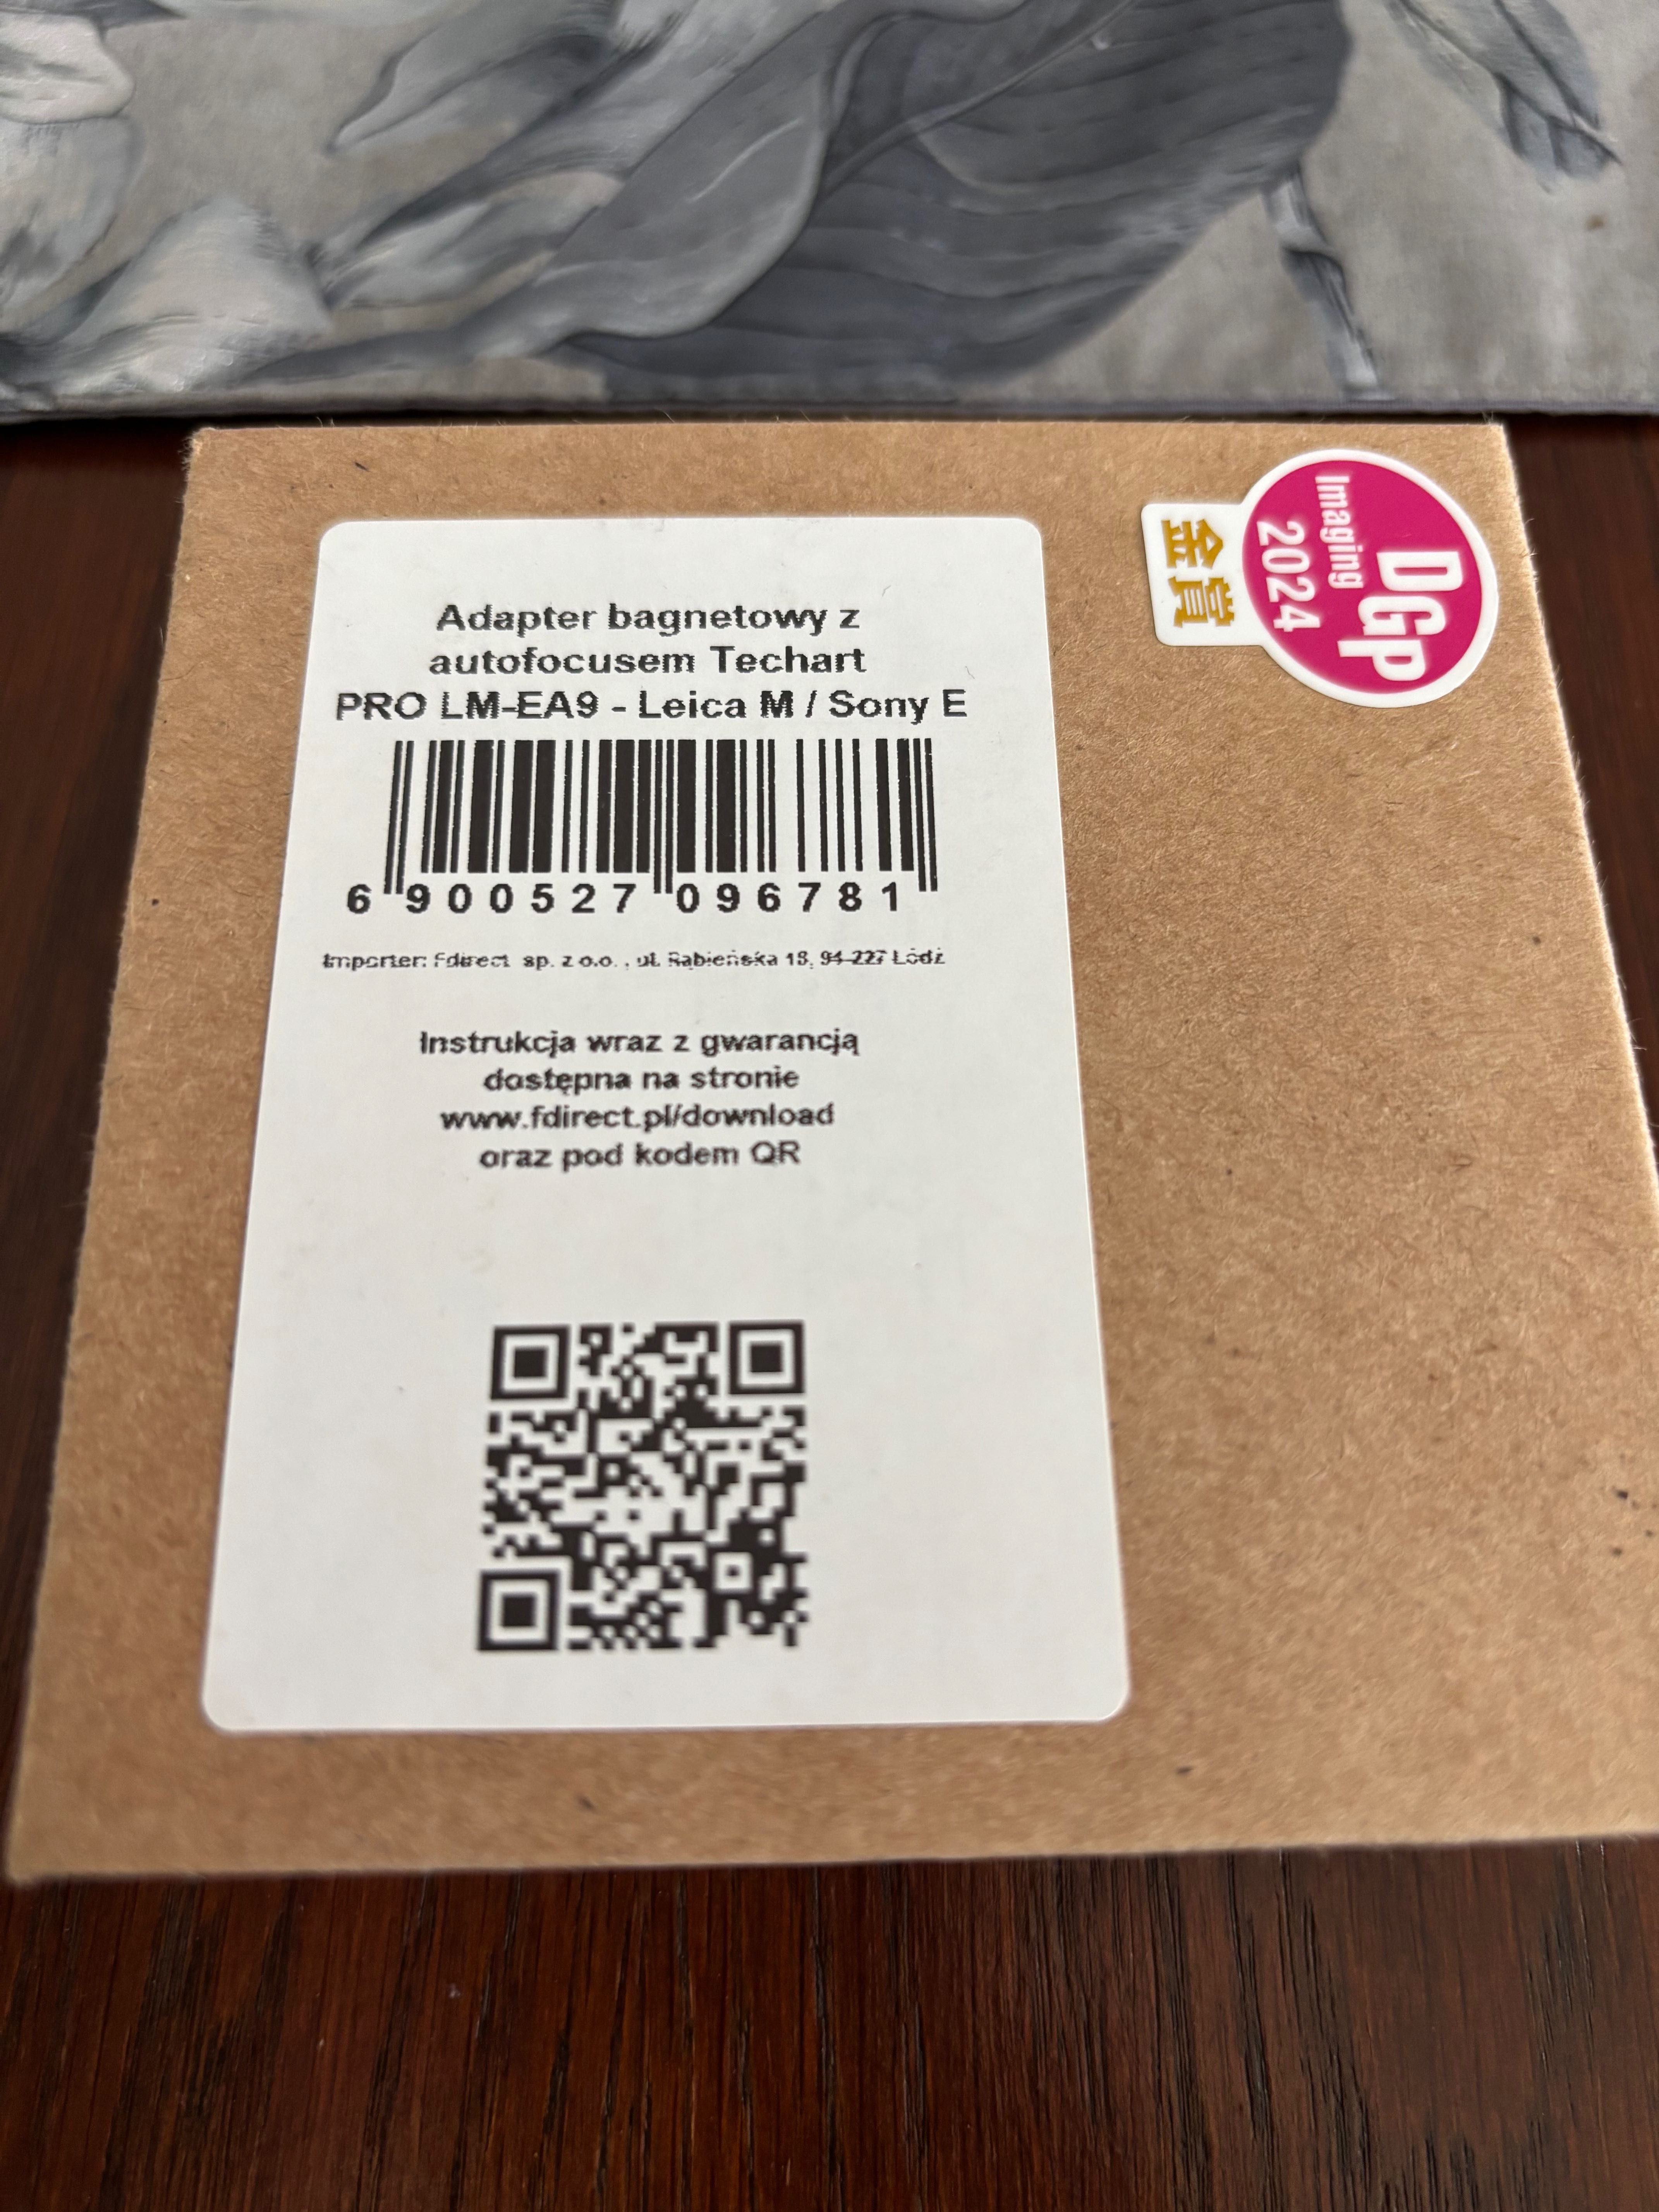 Adapter bagnetowy z
autofocusem Techart
PRO LM-EA9 - Leica M / Sony E
6 900527 096781
Importer: Fdirect sp. z o.o. , ul. Rąbieńska 18, 94-227 Łódź
Instrukcja wraz z gwarancją
dostępna na stronie
www.fdirect.pl/download
oraz pod kodem QR
DGP
Imaging
2024
金賞